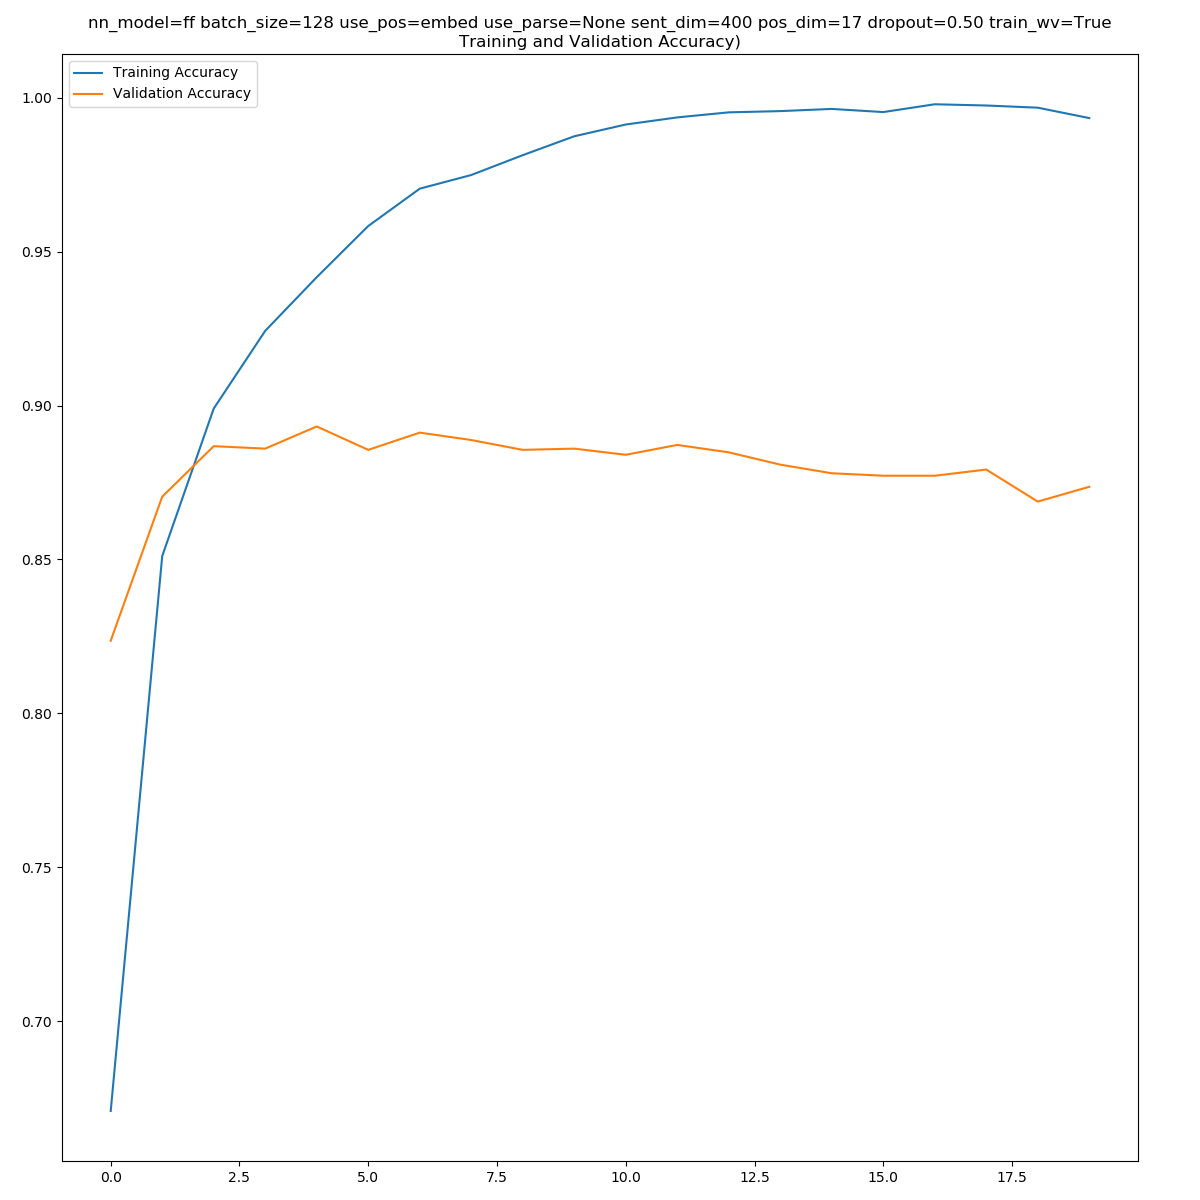 nn_model=ff batch_size=128 use_pos=embed use_parse=None sent_dim=400 pos_dim=17 dropout=0.50 train_wv=True
Training and Validation Accuracy)
Training Accuracy
Validation Accuracy
1.00
0.95
0.90
0.85
0.80
0.75
0.70
0.0 2.5 5.0 7.5 10.0 12.5 15.0 17.5